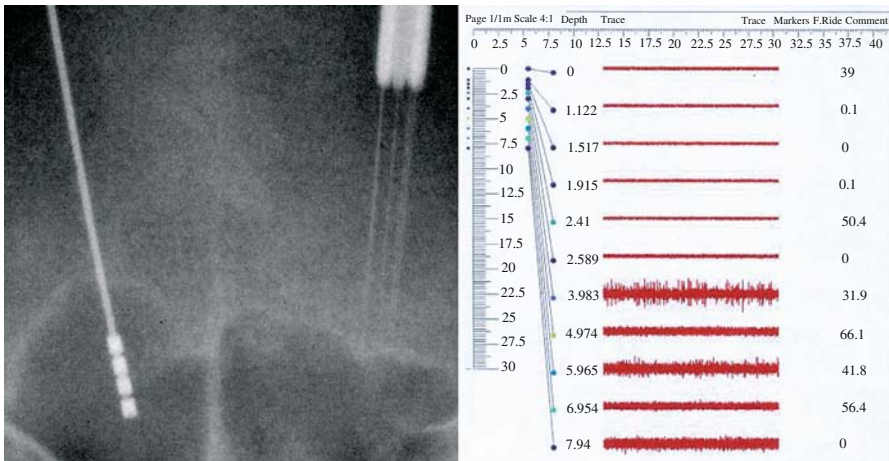 Page 1/1m Scale 4:1 Depth Trace Trace Markers F.Ride Comment
0 2.5 5 7.5 10 12.5 15 17.5 20 22.5 25 27.5 30 32.5 35 37.5 40
0 0 39
2.5 1.122 0.1
5 1.517 0
7.5 1.915 0.1
10 2.41 50.4
12.5 2.589 0
15 3.983 31.9
17.5 4.974 66.1
20 5.965 41.8
22.5 6.954 56.4
25 7.94 0
27.5
30